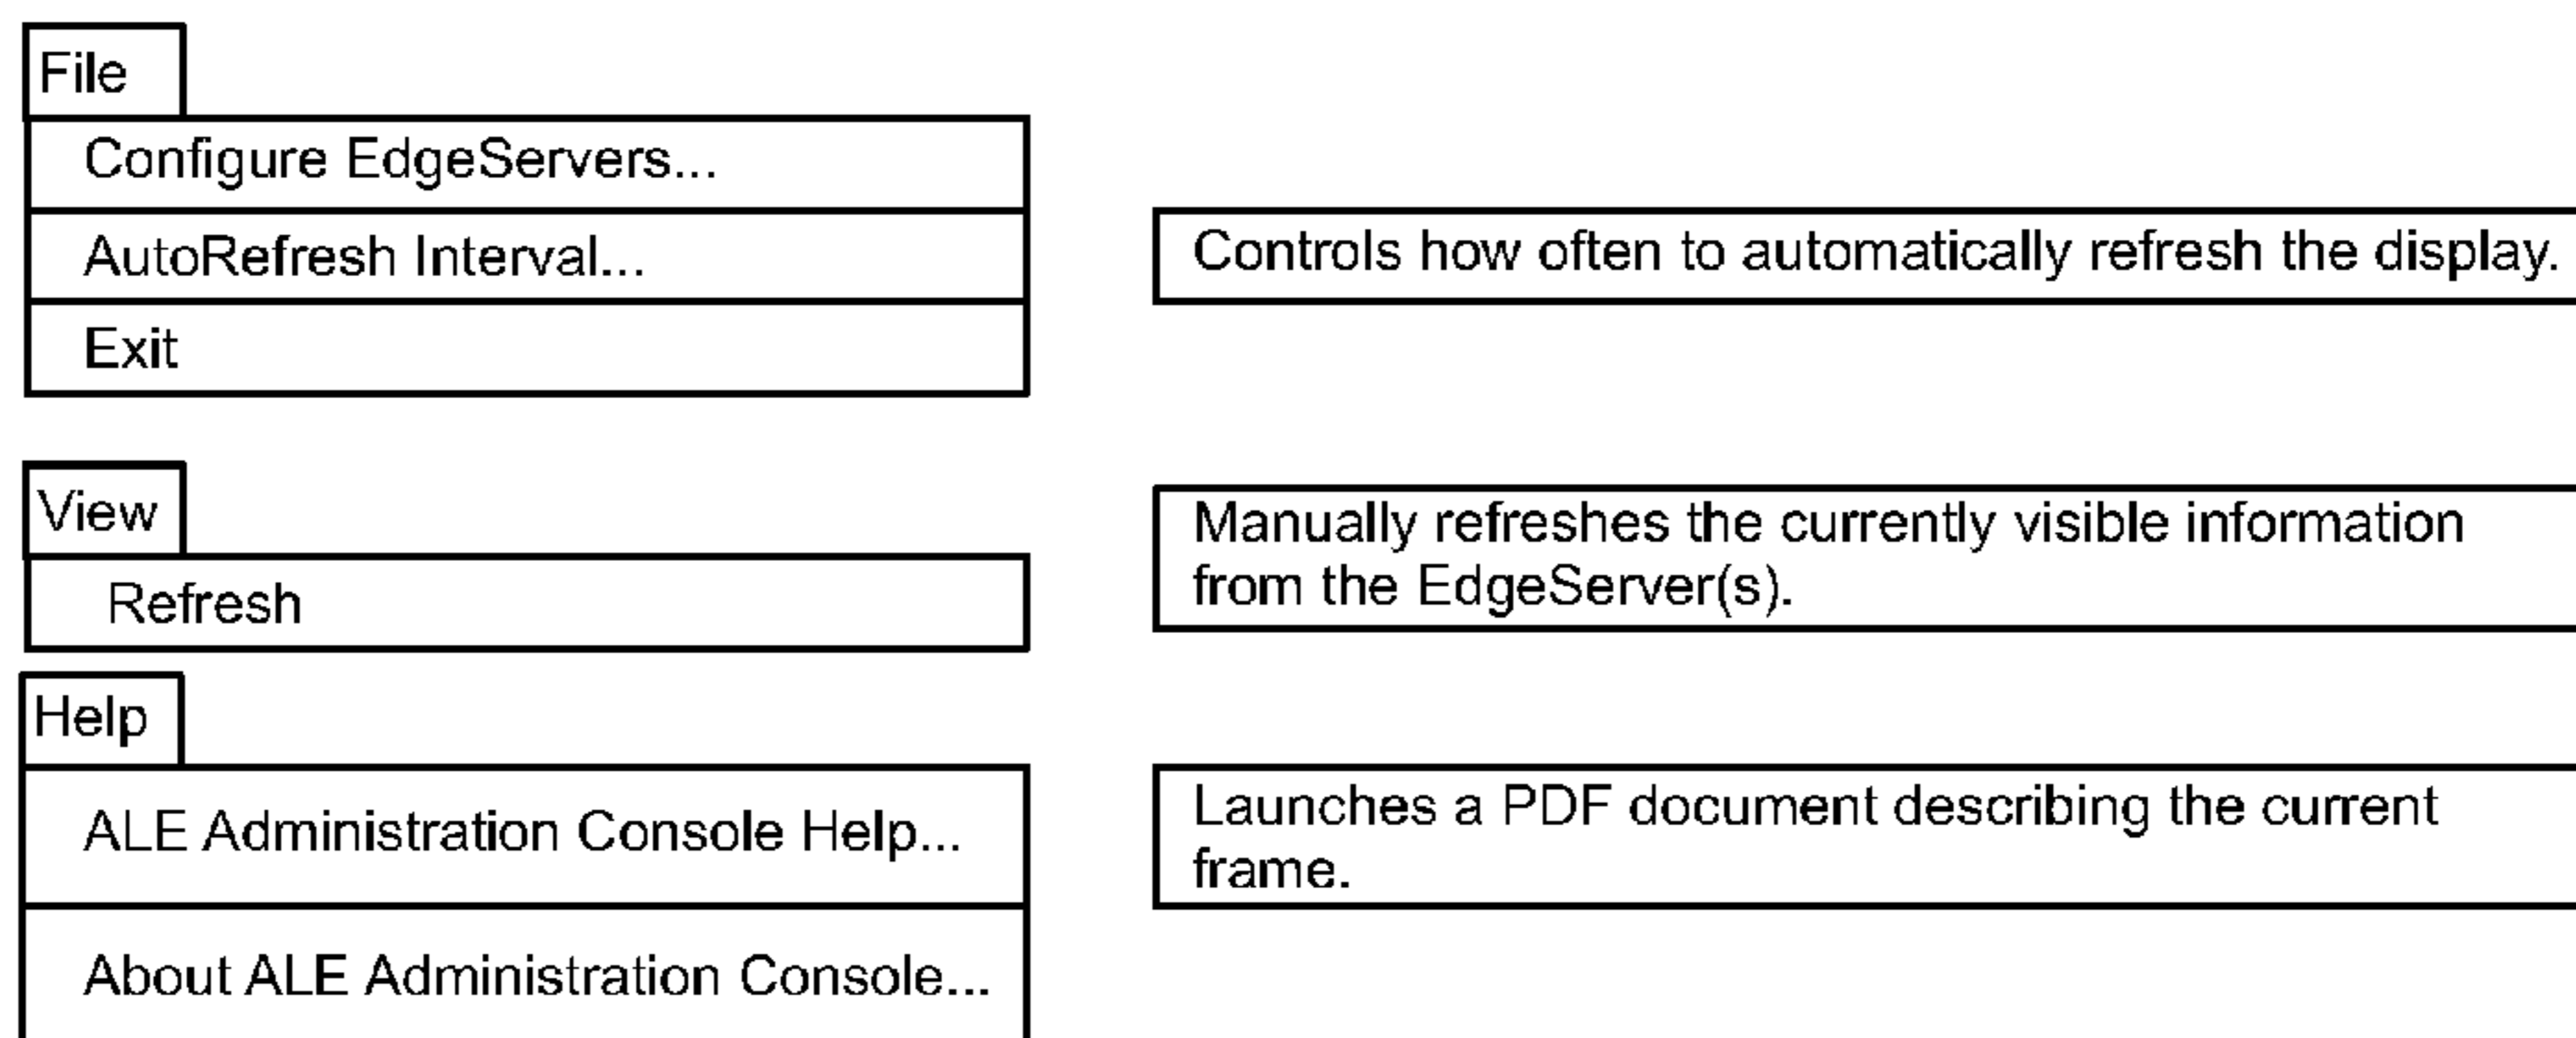 File
Configure EdgeServers...
AutoRefresh Interval...
Controls how often to automatically refresh the display.
Exit
View
Manually refreshes the currently visible information
from the EdgeServer(s).
Refresh
Help
ALE Administration Console Help...
Launches a PDF document describing the current
frame.
About ALE Administration Console...